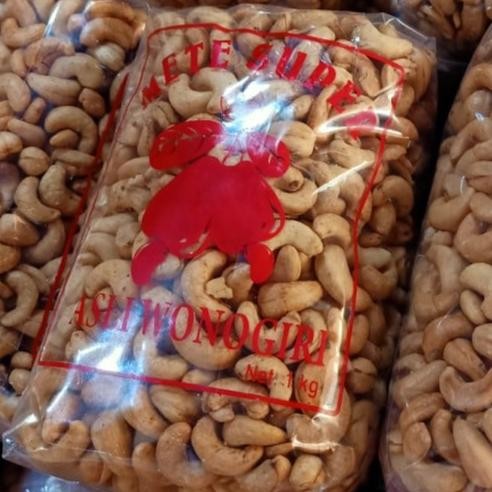 METE SUPER
ASLI WONOGIRI
Net. 1 kg